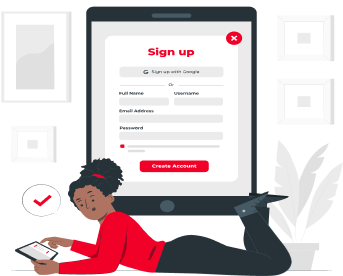 Sign up
G Sign up with Google
Or
Full Name Username
Email Address
Password
Create Account